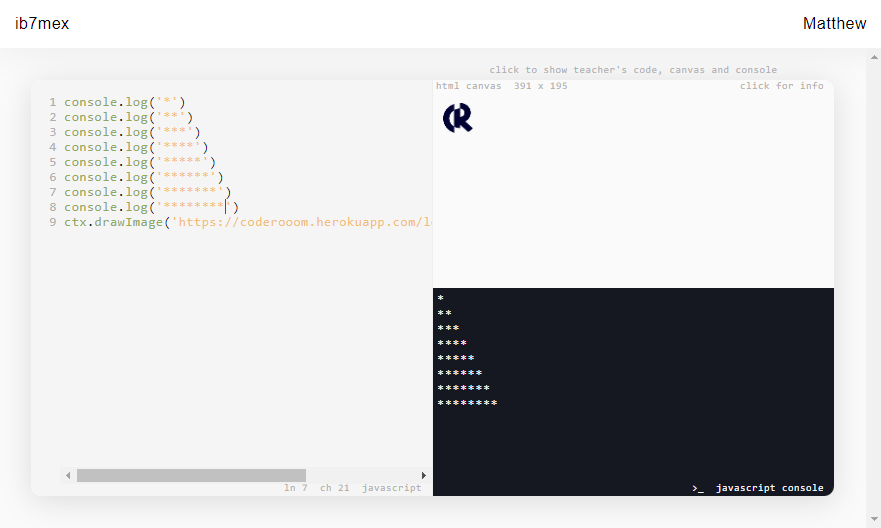 ib7mex
Matthew
click to show teacher's code, canvas and console
1 console.log('*')
2 console.log('**')
3 console.log('***')
4 console.log('****')
5 console.log('*****')
6 console.log('******')
7 console.log('*******')
8 console.log('********')
9 ctx.drawImage('https://coderooom.herokuapp.com/l
ln 7 ch 21 javascript
html canvas 391 x 195
click for info
*
**
***
****
*****
******
*******
********
>_ javascript console